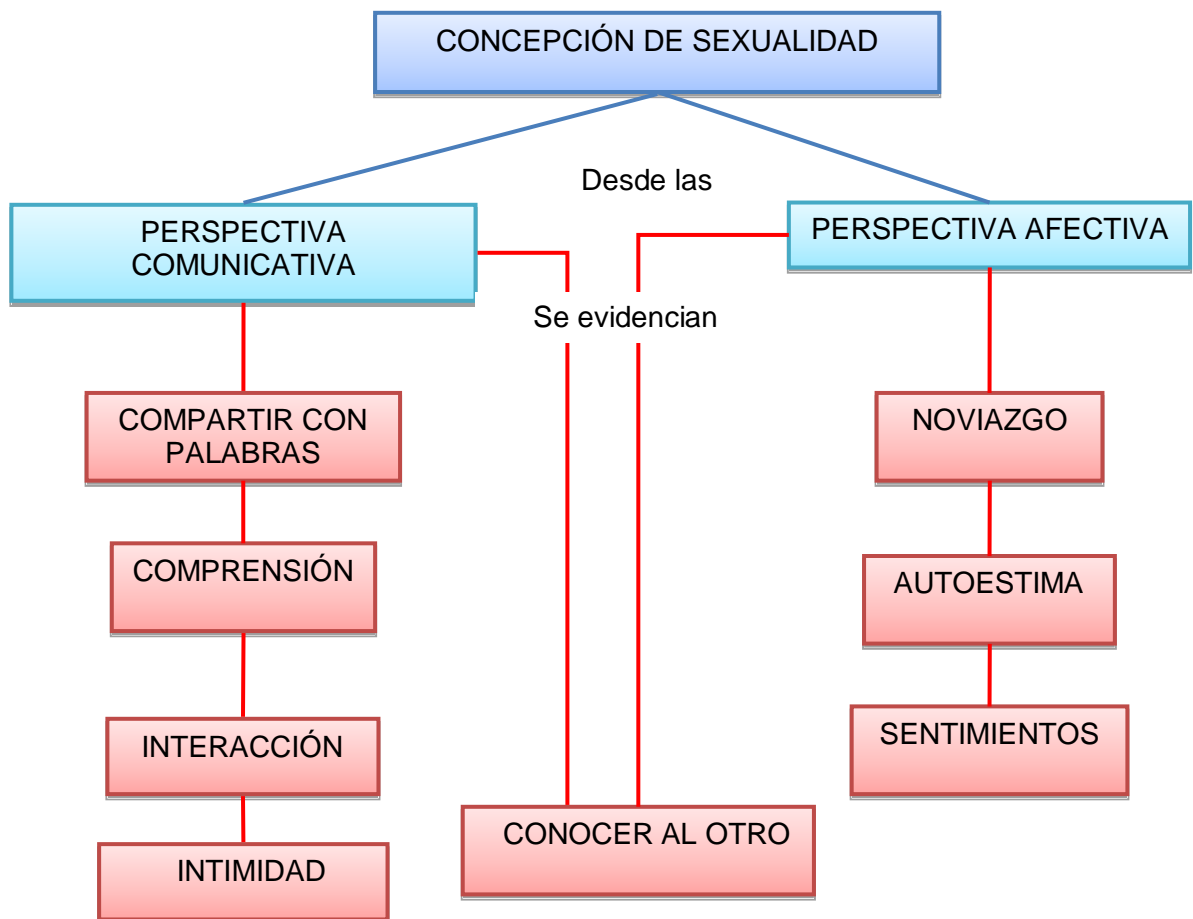 CONCEPCIÓN DE SEXUALIDAD
Desde las
PERSPECTIVA
COMUNICATIVA
PERSPECTIVA AFECTIVA
Se evidencian
COMPARTIR CON
PALABRAS
NOVIAZGO
COMPRENSIÓN
AUTOESTIMA
INTERACCIÓN
SENTIMIENTOS
CONOCER AL OTRO
INTIMIDAD